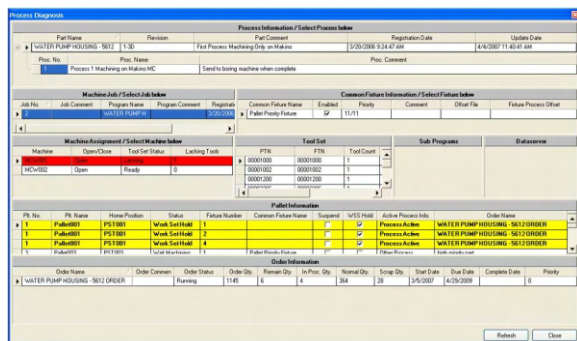 Process Diagnosis
Process Information / Select Process below
Part Name Revision Part Comment Registration Date Update Date
WATER PUMP HOUSING - 5612 1-3D First Process Machining Only on Makino 3/20/2006 9:24:47 AM 4/4/2007 11:40:41 AM
Proc. No. Proc. Name Proc. Comment
1 Process 1 Machining on Makino MC Send to boring machine when complete
Machine Job / Select Job below Common Fixture Information / Select Fixture below
Job No. Job Comment Program Name Program Comment Registratio Common Fixture Name Enabled Priority Comment Offset File Fixture Process Offset
2 WATER PUMP H 3/20/2006 Pallet Priority Fixture 11/11
Machine Assignment / Select Machine below Tool Set Sub Programs Dataserver
Machine Open/Close Tool Set Status Lacking Tools PTN FTN Tool Count
MCW001 Open Lacking 00001000 00001000 1
MCW002 Open Ready 0 00001002 00001002 1
00001200 00001200 1
Pallet Information
Plt. No. Plt. Name Home Position Status Fixture Number Common Fixture Name Suspend WSS Hold Active Process Info. Order Name
1 Pallet001 PST001 Work Set Hold 1 Process Active WATER PUMP HOUSING - 5612 ORDER
1 Pallet001 PST001 Work Set Hold 2 Process Active WATER PUMP HOUSING - 5612 ORDER
1 Pallet001 PST001 Work Set Hold 4 Process Active WATER PUMP HOUSING - 5612 ORDER
Order Information
Order Name Order Commen Order Status Order Qty. Remain Qty. In Proc. Qty. Normal Qty. Scrap Qty. Start Date Due Date Complete Date Priority
WATER PUMP HOUSING - 5612 ORDER Running 1145 6 4 364 28 3/5/2007 4/29/2009 0
Refresh Close